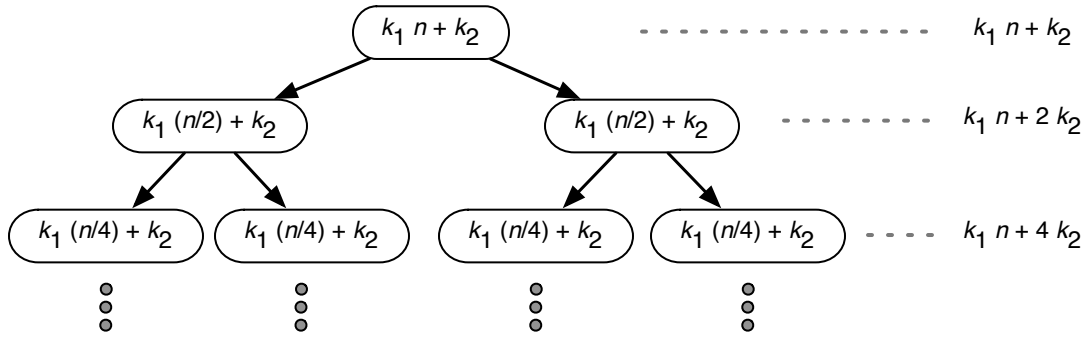 k₁ n + k₂ k₁ n + k₂
k₁ (n/2) + k₂ k₁ (n/2) + k₂ k₁ n + 2 k₂
k₁ (n/4) + k₂ k₁ (n/4) + k₂ k₁ (n/4) + k₂ k₁ (n/4) + k₂ k₁ n + 4 k₂